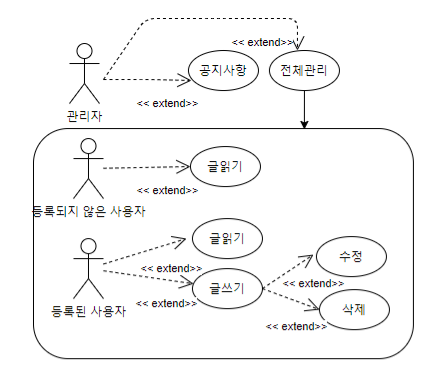 << extend>>
공지사항
전체관리
<< extend>>
관리자
글읽기
<< extend>>
등록되지 않은 사용자
글읽기
<< extend>>
수정
글쓰기
<< extend>>
<< extend>>
등록된 사용자
삭제
<< extend>>